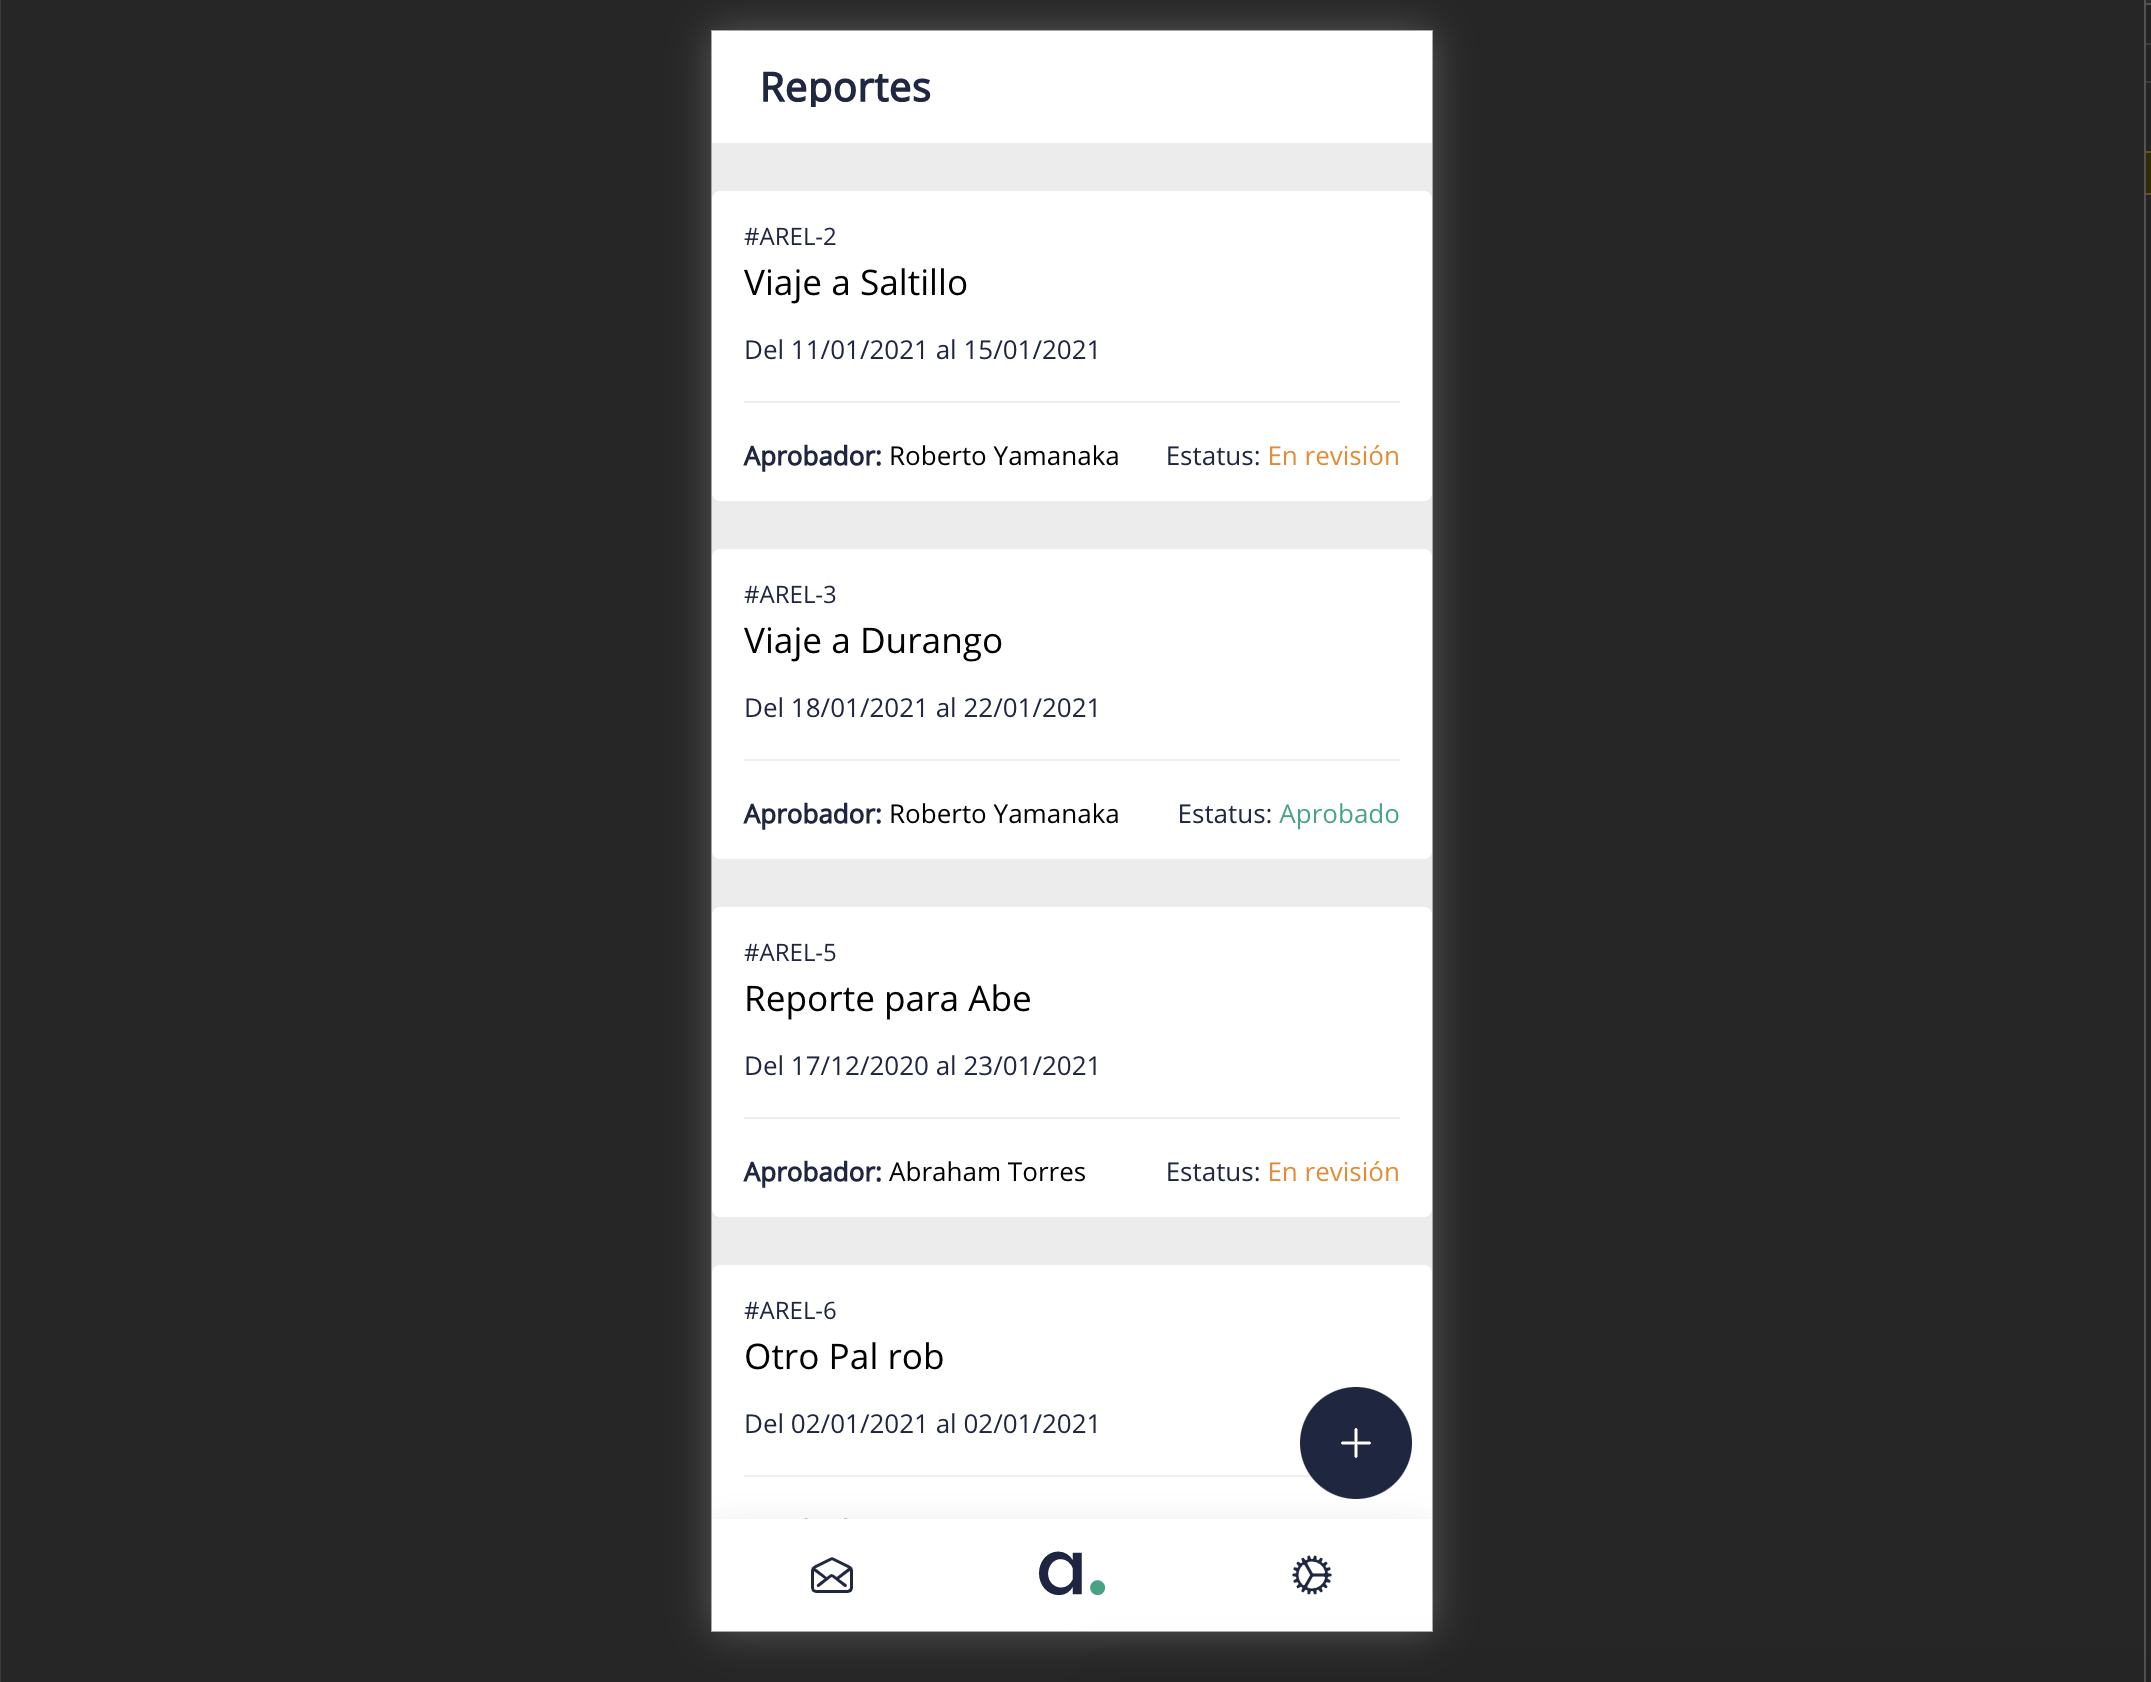 Reportes
#AREL-2
Viaje a Saltillo
Del 11/01/2021 al 15/01/2021
Aprobador: Roberto Yamanaka Estatus: En revisión
#AREL-3
Viaje a Durango
Del 18/01/2021 al 22/01/2021
Aprobador: Roberto Yamanaka Estatus: Aprobado
#AREL-5
Reporte para Abe
Del 17/12/2020 al 23/01/2021
Aprobador: Abraham Torres Estatus: En revisión
#AREL-6
Otro Pal rob
Del 02/01/2021 al 02/01/2021
a.